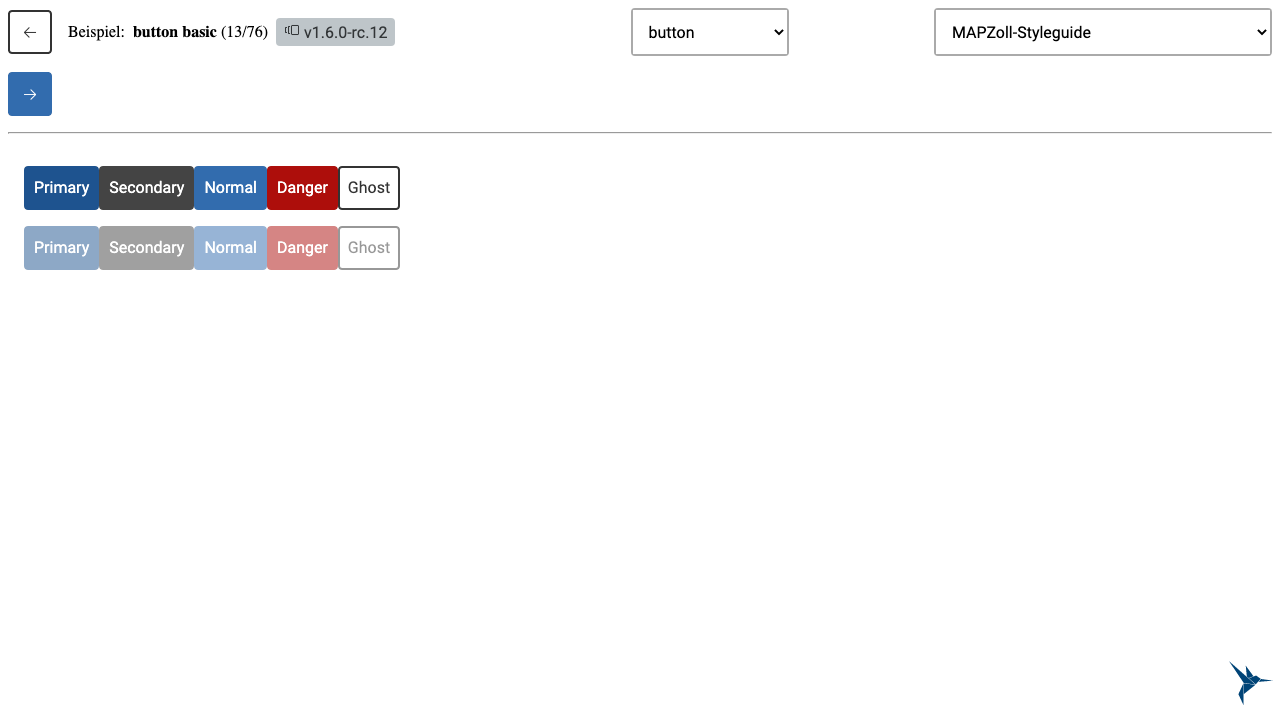 ← Beispiel: button basic (13/76) v1.6.0-rc.12 button MAPZoll-Styleguide
→
Primary Secondary Normal Danger Ghost
Primary Secondary Normal Danger Ghost